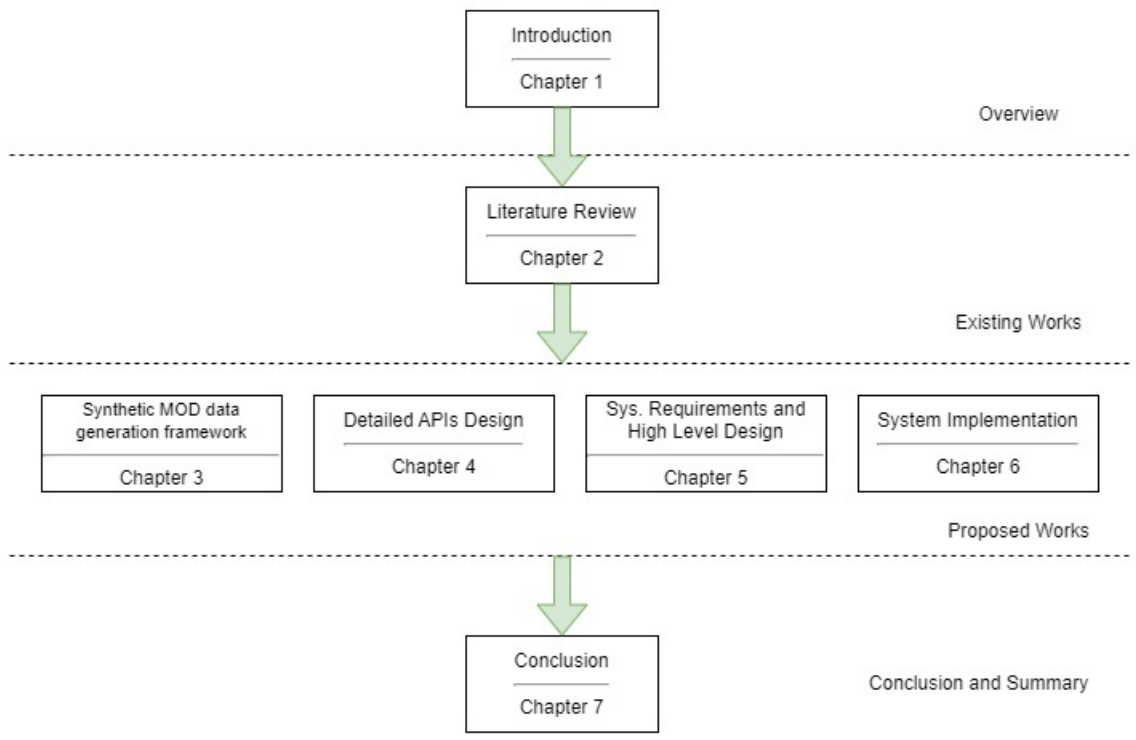 Introduction
Chapter 1
Overview
Literature Review
Chapter 2
Existing Works
Synthetic MOD data
generation framework
Chapter 3
Detailed APIs Design
Chapter 4
Sys. Requirements and
High Level Design
Chapter 5
System Implementation
Chapter 6
Proposed Works
Conclusion
Chapter 7
Conclusion and Summary